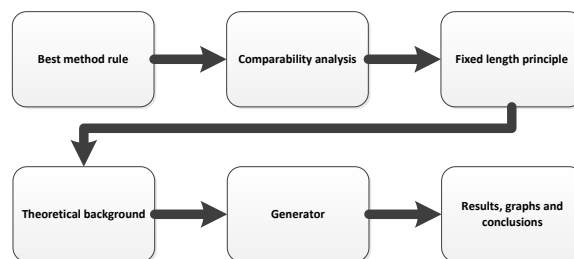 Best method rule
Comparability analysis
Fixed length principle
Theoretical background
Generator
Results, graphs and
conclusions